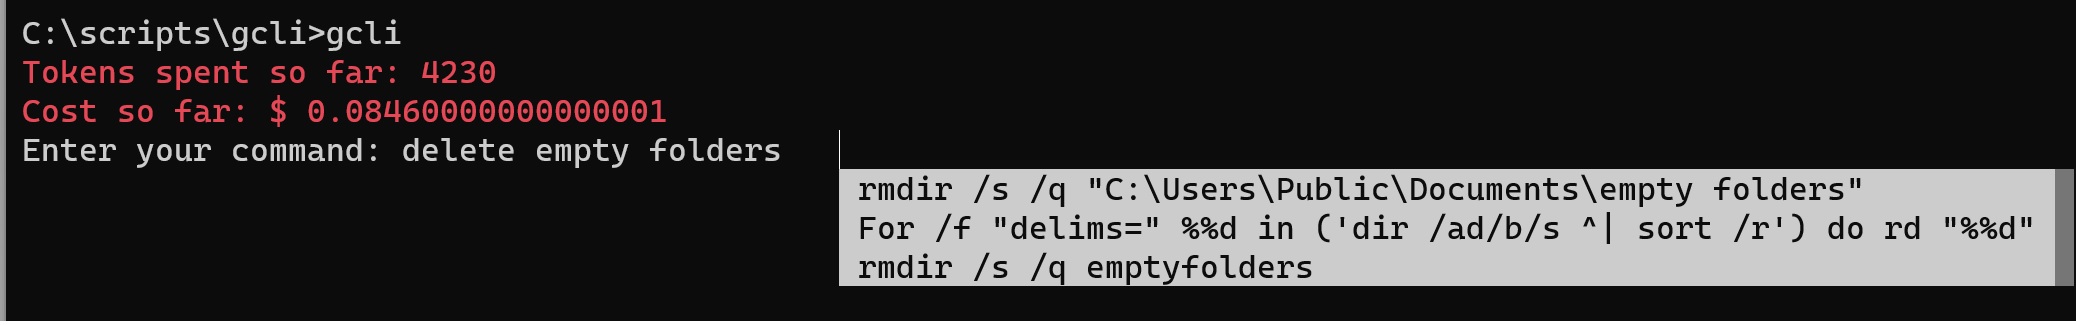 C:\scripts\gcli>gcli
Tokens spent so far: 4230
Cost so far: $ 0.08460000000000001
Enter your command: delete empty folders
rmdir /s /q "C:\Users\Public\Documents\empty folders"
For /f "delims=" %%d in ('dir /ad/b/s ^| sort /r') do rd "%%d"
rmdir /s /q emptyfolders